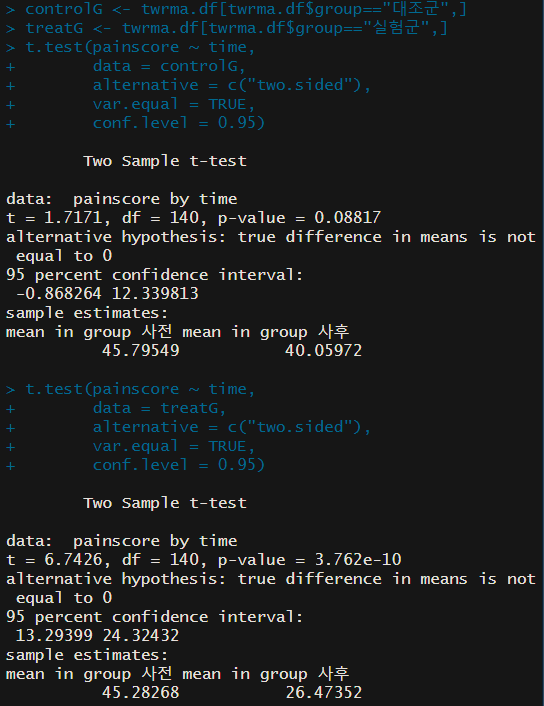 > controlG <- twrma.df[twrma.df$group=="대조군",]
> treatG <- twrma.df[twrma.df$group=="실험군",]
> t.test(painscore ~ time,
+        data = controlG,
+        alternative = c("two.sided"),
+        var.equal = TRUE,
+        conf.level = 0.95)
        Two Sample t-test
data:  painscore by time
t = 1.7171, df = 140, p-value = 0.08817
alternative hypothesis: true difference in means is not
 equal to 0
95 percent confidence interval:
 -0.868264 12.339813
sample estimates:
mean in group 사전 mean in group 사후
          45.79549           40.05972
> t.test(painscore ~ time,
+        data = treatG,
+        alternative = c("two.sided"),
+        var.equal = TRUE,
+        conf.level = 0.95)
        Two Sample t-test
data:  painscore by time
t = 6.7426, df = 140, p-value = 3.762e-10
alternative hypothesis: true difference in means is not
 equal to 0
95 percent confidence interval:
 13.29399 24.32432
sample estimates:
mean in group 사전 mean in group 사후
          45.28268           26.47352